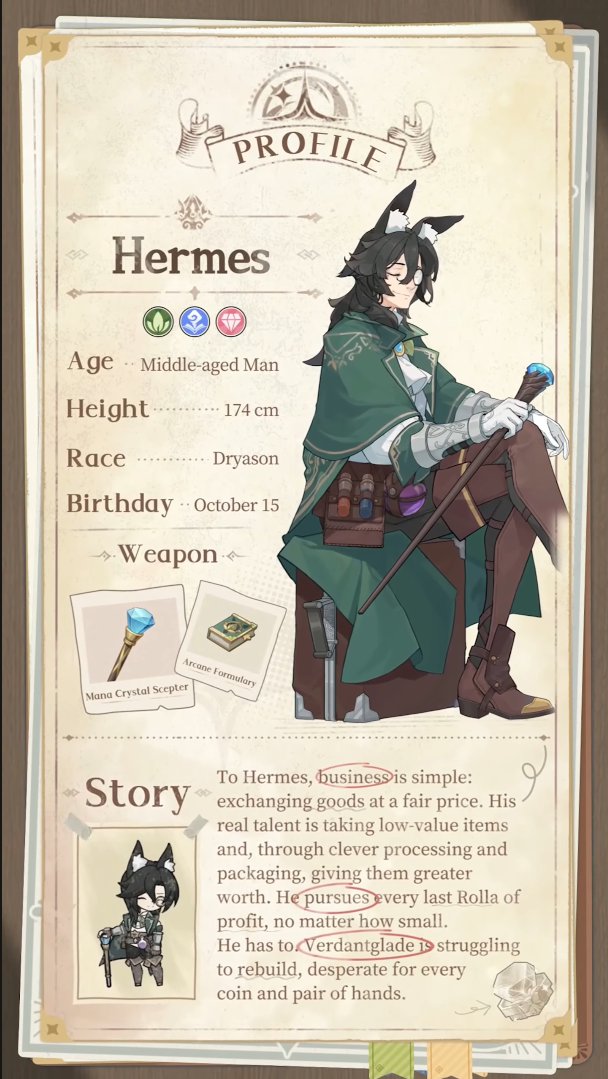 PROFILE
Hermes
Age ·· Middle-aged Man
Height ·········· 174 cm
Race ·········· Dryason
Birthday ·· October 15
Weapon
Mana Crystal Scepter
Arcane Formulary
Story
To Hermes, business is simple:
exchanging goods at a fair price. His
real talent is taking low-value items
and, through clever processing and
packaging, giving them greater
worth. He pursues every last Rolla of
profit, no matter how small.
He has to. Verdantglade is struggling
to rebuild, desperate for every
coin and pair of hands.